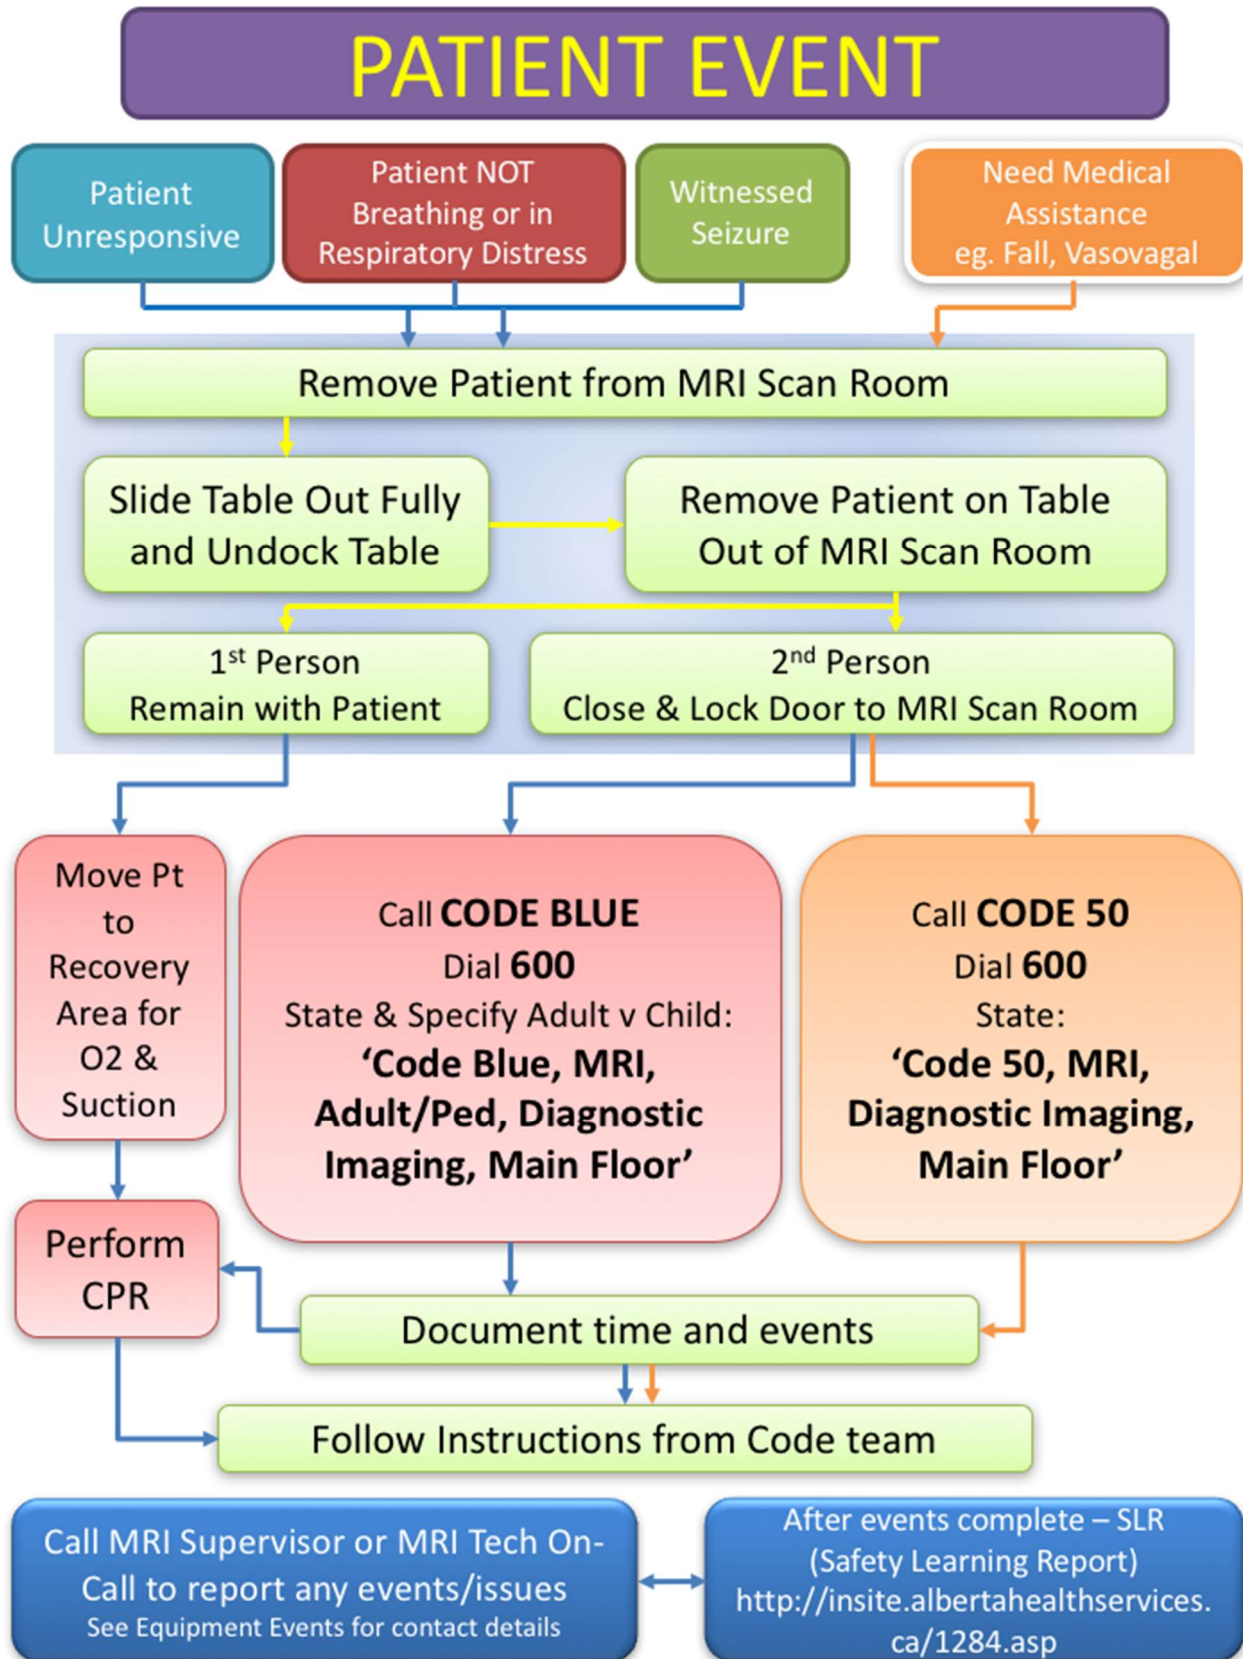 PATIENT EVENT
Patient
Unresponsive
Patient NOT
Breathing or in
Respiratory Distress
Witnessed
Seizure
Need Medical
Assistance
eg. Fall, Vasovagal
Remove Patient from MRI Scan Room
Slide Table Out Fully
and Undock Table
Remove Patient on Table
Out of MRI Scan Room
1st Person
Remain with Patient
2nd Person
Close & Lock Door to MRI Scan Room
Move Pt
to
Recovery
Area for
O2 &
Suction
Call CODE BLUE
Dial 600
State & Specify Adult v Child:
‘Code Blue, MRI,
Adult/Ped, Diagnostic
Imaging, Main Floor’
Call CODE 50
Dial 600
State:
‘Code 50, MRI,
Diagnostic Imaging,
Main Floor’
Perform
CPR
Document time and events
Follow Instructions from Code team
Call MRI Supervisor or MRI Tech On-
Call to report any events/issues
See Equipment Events for contact details
After events complete – SLR
(Safety Learning Report)
http://insite.albertahealthservices.
ca/1284.asp